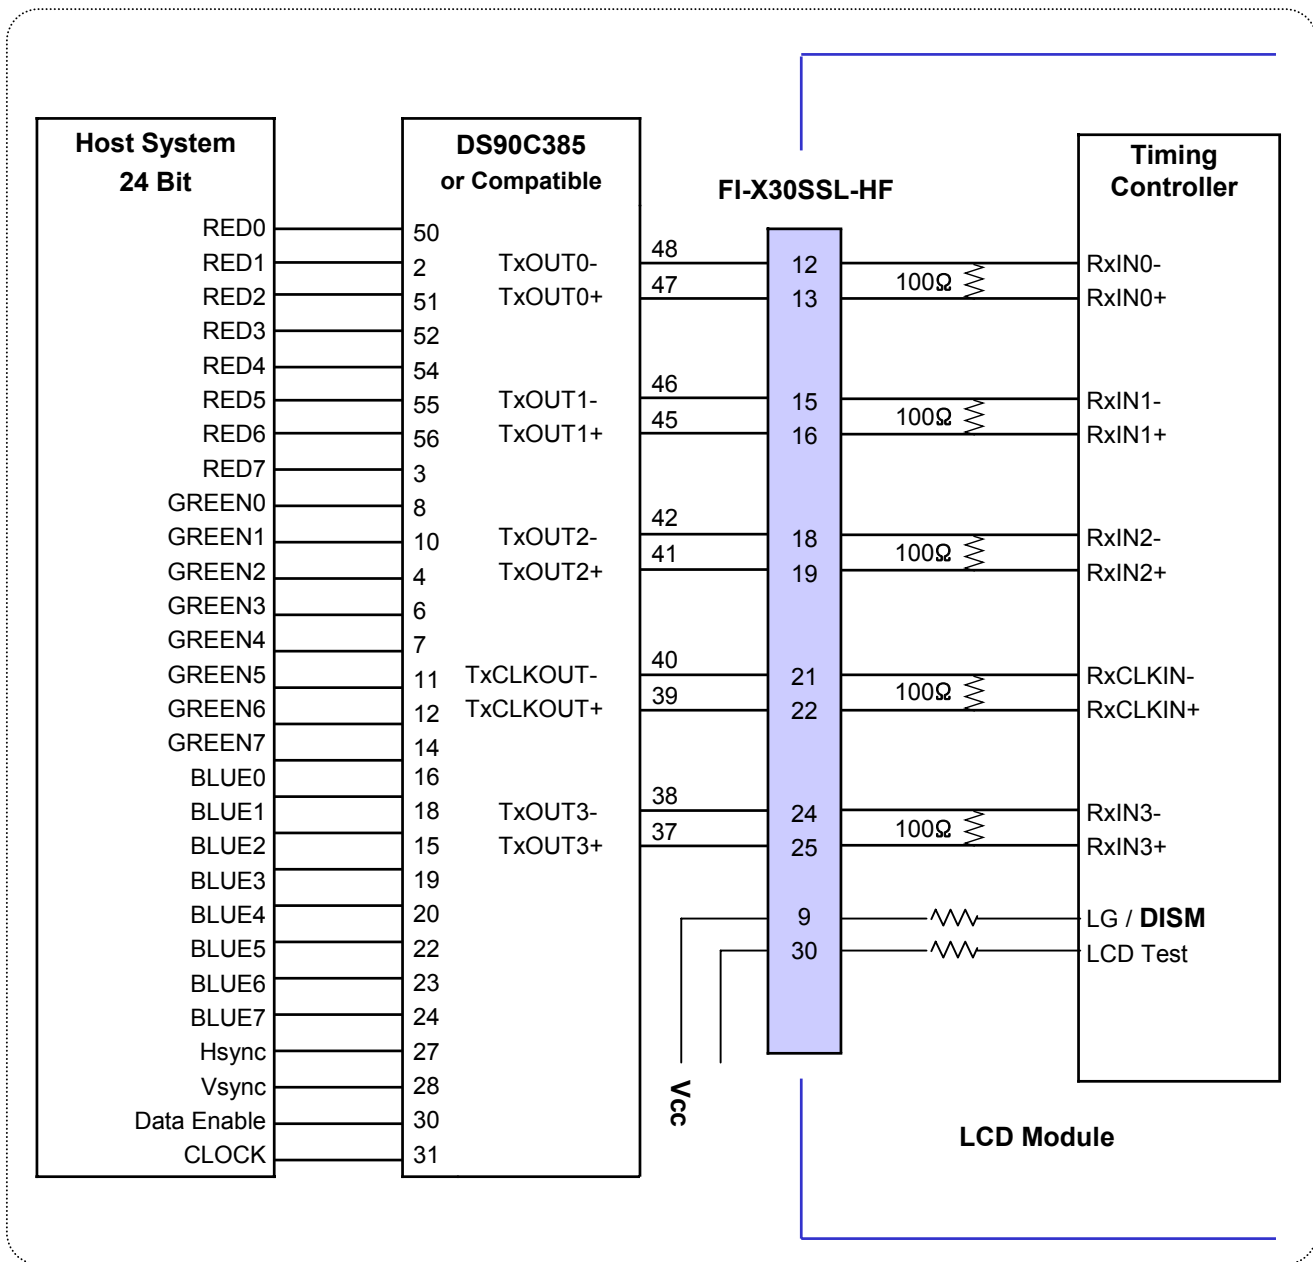 Host System
24 Bit
RED0
RED1
RED2
RED3
RED4
RED5
RED6
RED7
GREEN0
GREEN1
GREEN2
GREEN3
GREEN4
GREEN5
GREEN6
GREEN7
BLUE0
BLUE1
BLUE2
BLUE3
BLUE4
BLUE5
BLUE6
BLUE7
Hsync
Vsync
Data Enable
CLOCK
DS90C385
or Compatible
50
2
51
52
54
55
56
3
8
10
4
6
7
11
12
14
16
18
15
19
20
22
23
24
27
28
30
31
TxOUT0-
TxOUT0+
TxOUT1-
TxOUT1+
TxOUT2-
TxOUT2+
TxCLKOUT-
TxCLKOUT+
TxOUT3-
TxOUT3+
48
47
46
45
42
41
40
39
38
37
Vcc
FI-X30SSL-HF
12
13
15
16
18
19
21
22
24
25
9
30
100Ω
100Ω
100Ω
100Ω
100Ω
Timing
Controller
RxIN0-
RxIN0+
RxIN1-
RxIN1+
RxIN2-
RxIN2+
RxCLKIN-
RxCLKIN+
RxIN3-
RxIN3+
LG / DISM
LCD Test
LCD Module